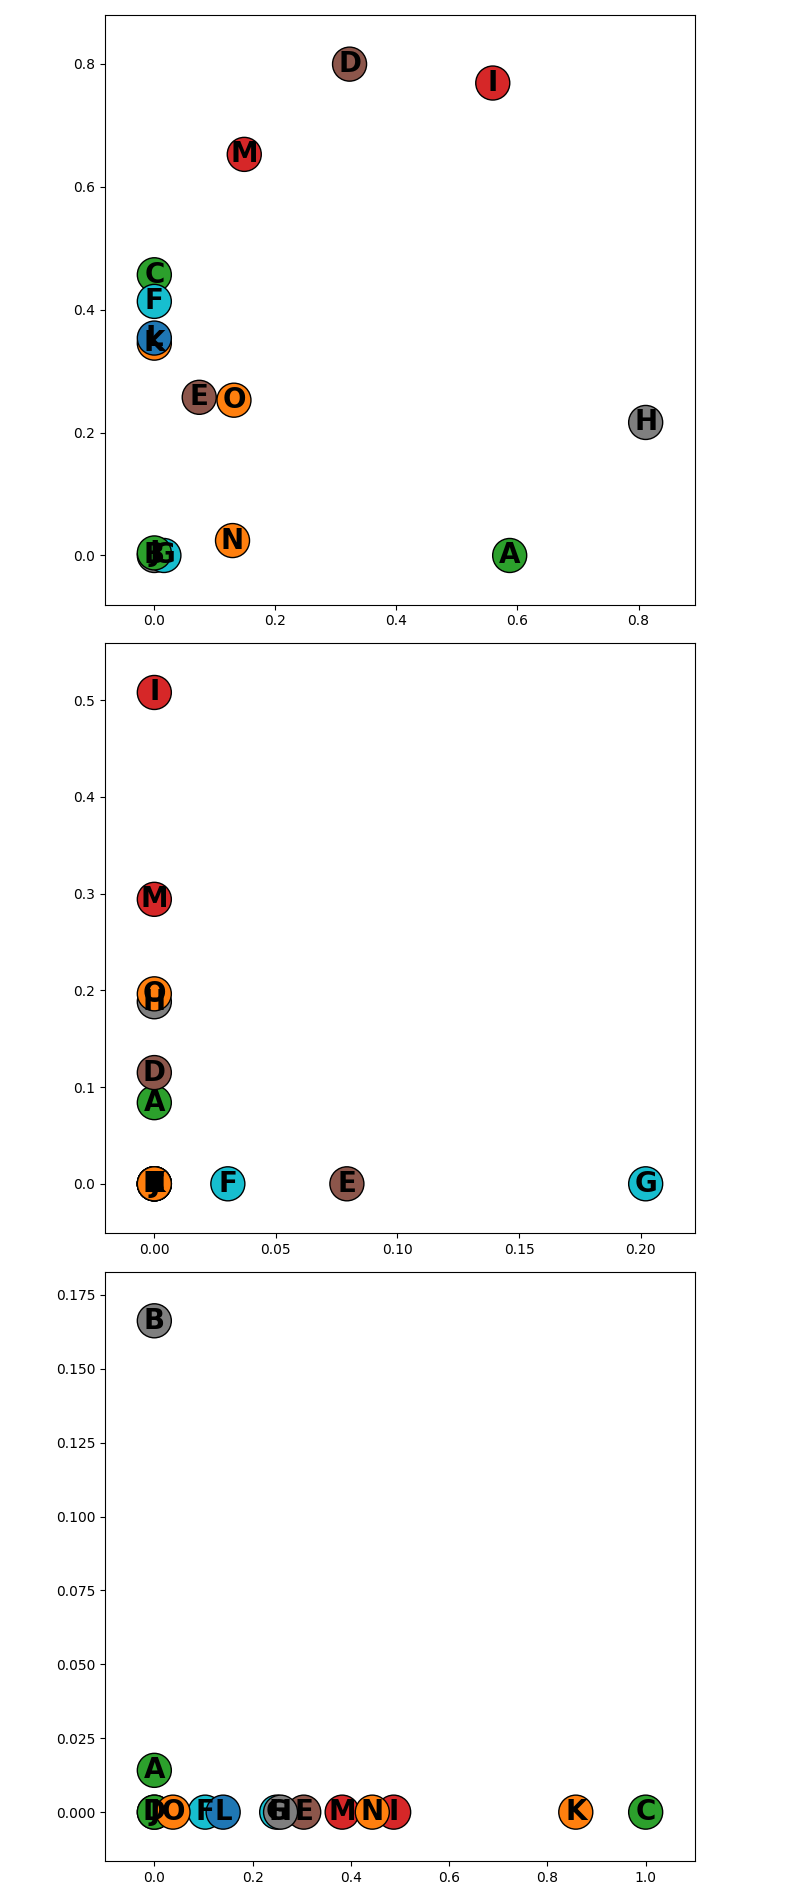 0.8
D
I
M
0.6
C
F
0.4
L
K
E
O
H
0.2
N
0.0
B
J
G
A
0.0 0.2 0.4 0.6 0.8
I
0.5
0.4
0.3
M
0.2
O
H
D
0.1
A
0.0
J
F E G
0.00 0.05 0.10 0.15 0.20
0.175
B
0.150
0.125
0.100
0.075
0.050
0.025
A
0.000
D J O F L G H E M N I K C
0.0 0.2 0.4 0.6 0.8 1.0